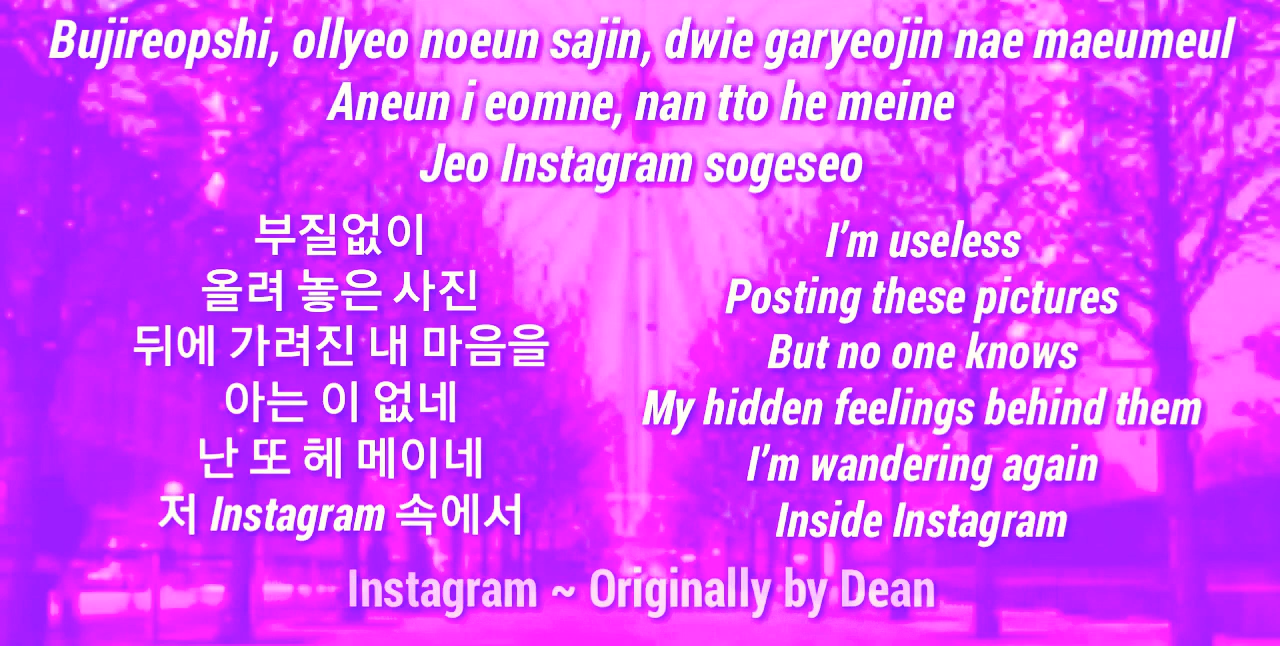 Bujireopshi, ollyeo noeun sajin, dwie garyeojin nae maeumeul
Aneun i eomne, nan tto he meine
Jeo Instagram sogeseo
부질없이
올려 놓은 사진
뒤에 가려진 내 마음을
아는 이 없네
난 또 헤 메이네
저 Instagram 속에서
I'm useless
Posting these pictures
But no one knows
My hidden feelings behind them
I'm wandering again
Inside Instagram
Instagram ~ Originally by Dean